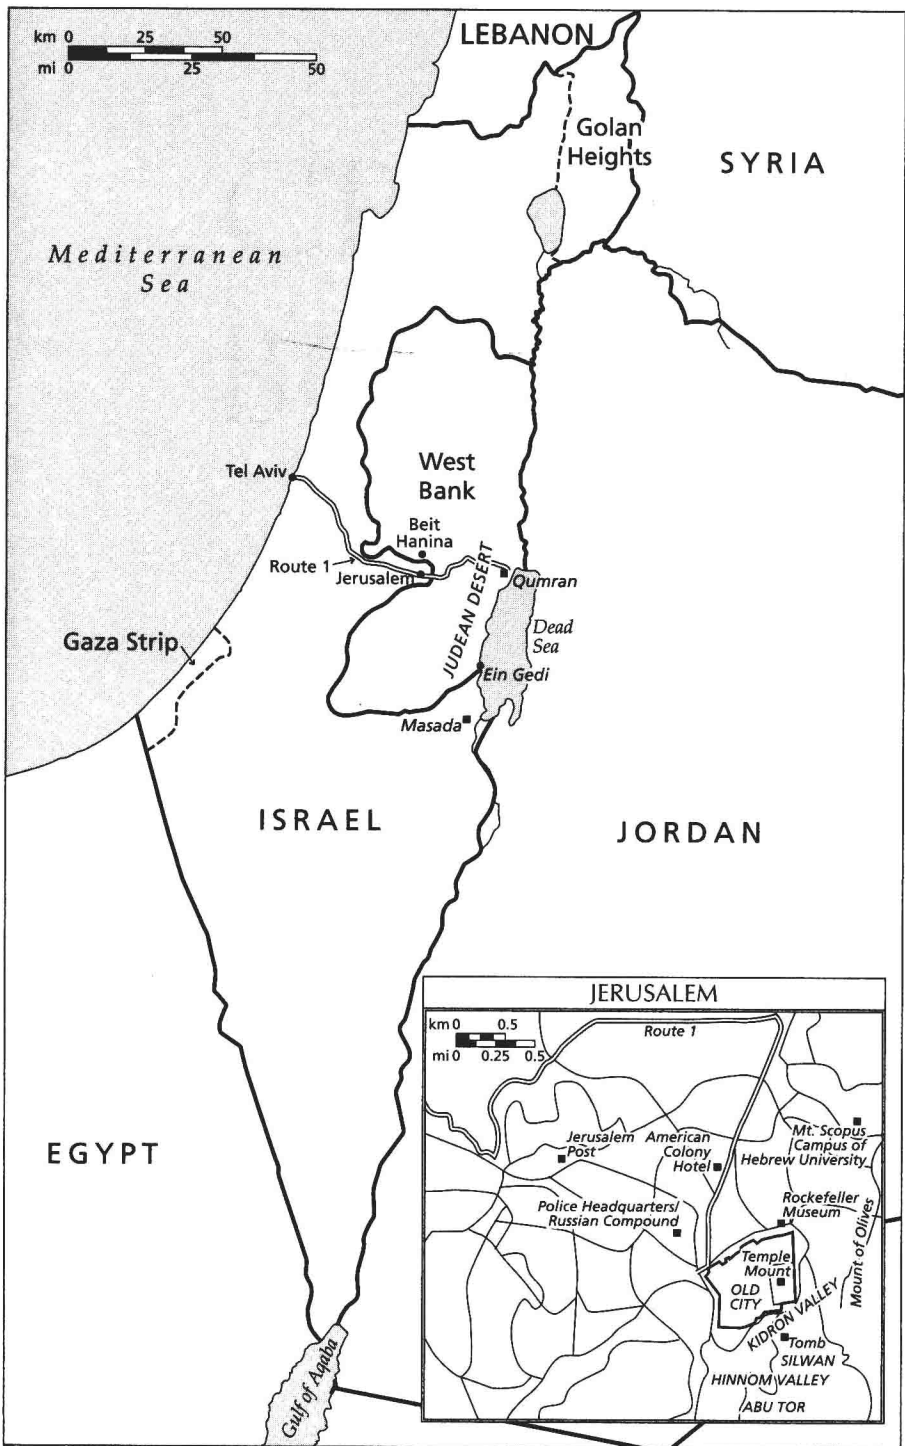 LEBANON
km 0 25 50
mi 0 25 50
Golan
Heights
SYRIA
Mediterranean
Sea
Tel Aviv
West
Bank
Beit
Hanina
Route 1
Jerusalem
JUDEAN DESERT
Qumran
Dead
Sea
Gaza Strip
Ein Gedi
Masada
ISRAEL
JORDAN
EGYPT
Gulf of Aqaba
JERUSALEM
km 0 0.5
mi 0 0.25 0.5
Route 1
Jerusalem
Post
American
Colony
Hotel
Mt. Scopus
Campus of
Hebrew University
Police Headquarters/
Russian Compound
Rockefeller
Museum
Mount of Olives
Temple
Mount
OLD
CITY
KIDRON VALLEY
Tomb
SILWAN
HINNOM VALLEY
ABU TOR